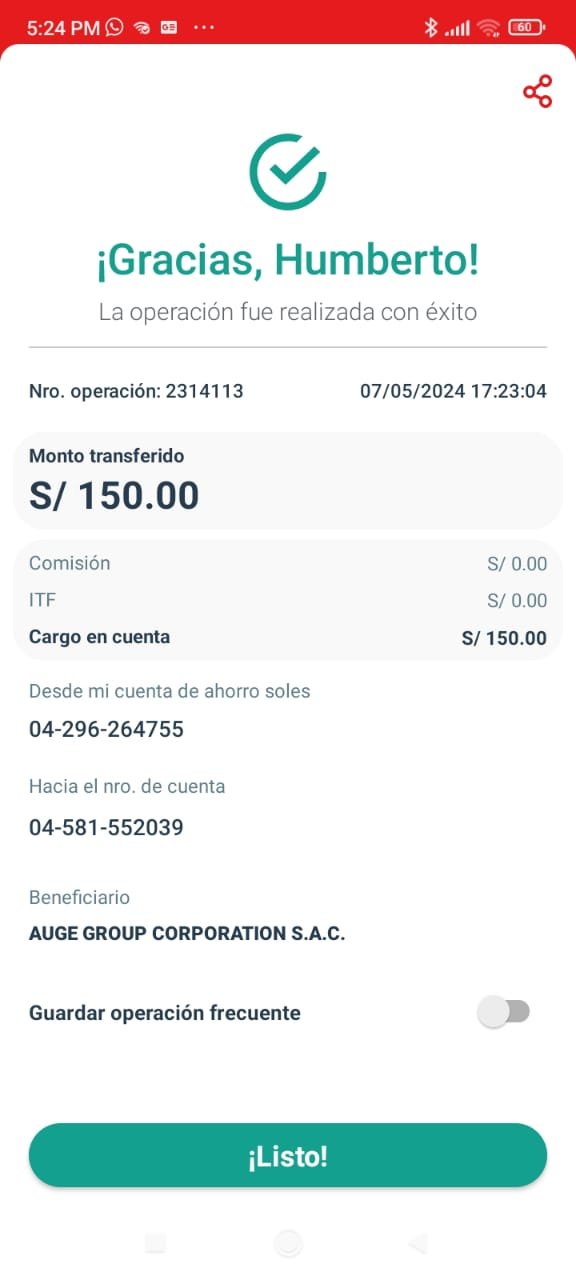 5:24 PM
60
¡Gracias, Humberto!
La operación fue realizada con éxito
Nro. operación: 2314113 07/05/2024 17:23:04
Monto transferido
S/ 150.00
Comisión S/ 0.00
ITF S/ 0.00
Cargo en cuenta S/ 150.00
Desde mi cuenta de ahorro soles
04-296-264755
Hacia el nro. de cuenta
04-581-552039
Beneficiario
AUGE GROUP CORPORATION S.A.C.
Guardar operación frecuente
¡Listo!